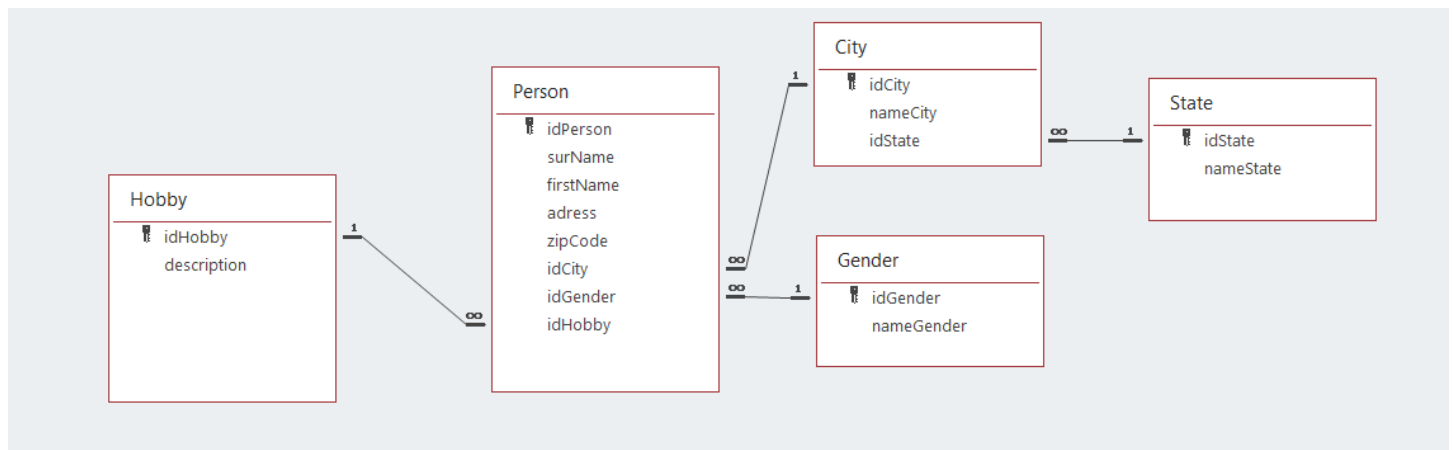 Hobby
idHobby
description
1
∞
Person
idPerson
surName
firstName
adress
zipCode
idCity
idGender
idHobby
∞
1
∞
1
City
idCity
nameCity
idState
∞
1
Gender
idGender
nameGender
State
idState
nameState